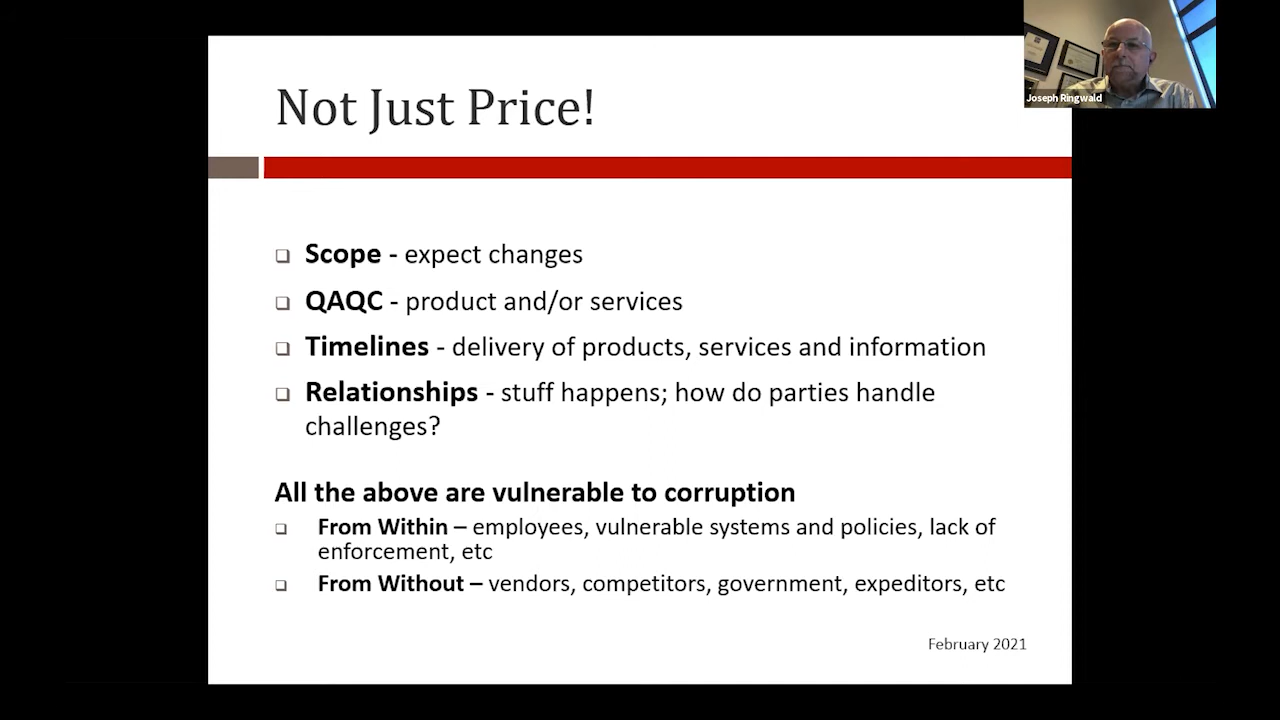 Not Just Price!
Joseph Ringwald
Scope - expect changes
QAQC - product and/or services
Timelines - delivery of products, services and information
Relationships - stuff happens; how do parties handle
challenges?
All the above are vulnerable to corruption
From Within – employees, vulnerable systems and policies, lack of
enforcement, etc
From Without – vendors, competitors, government, expeditors, etc
February 2021